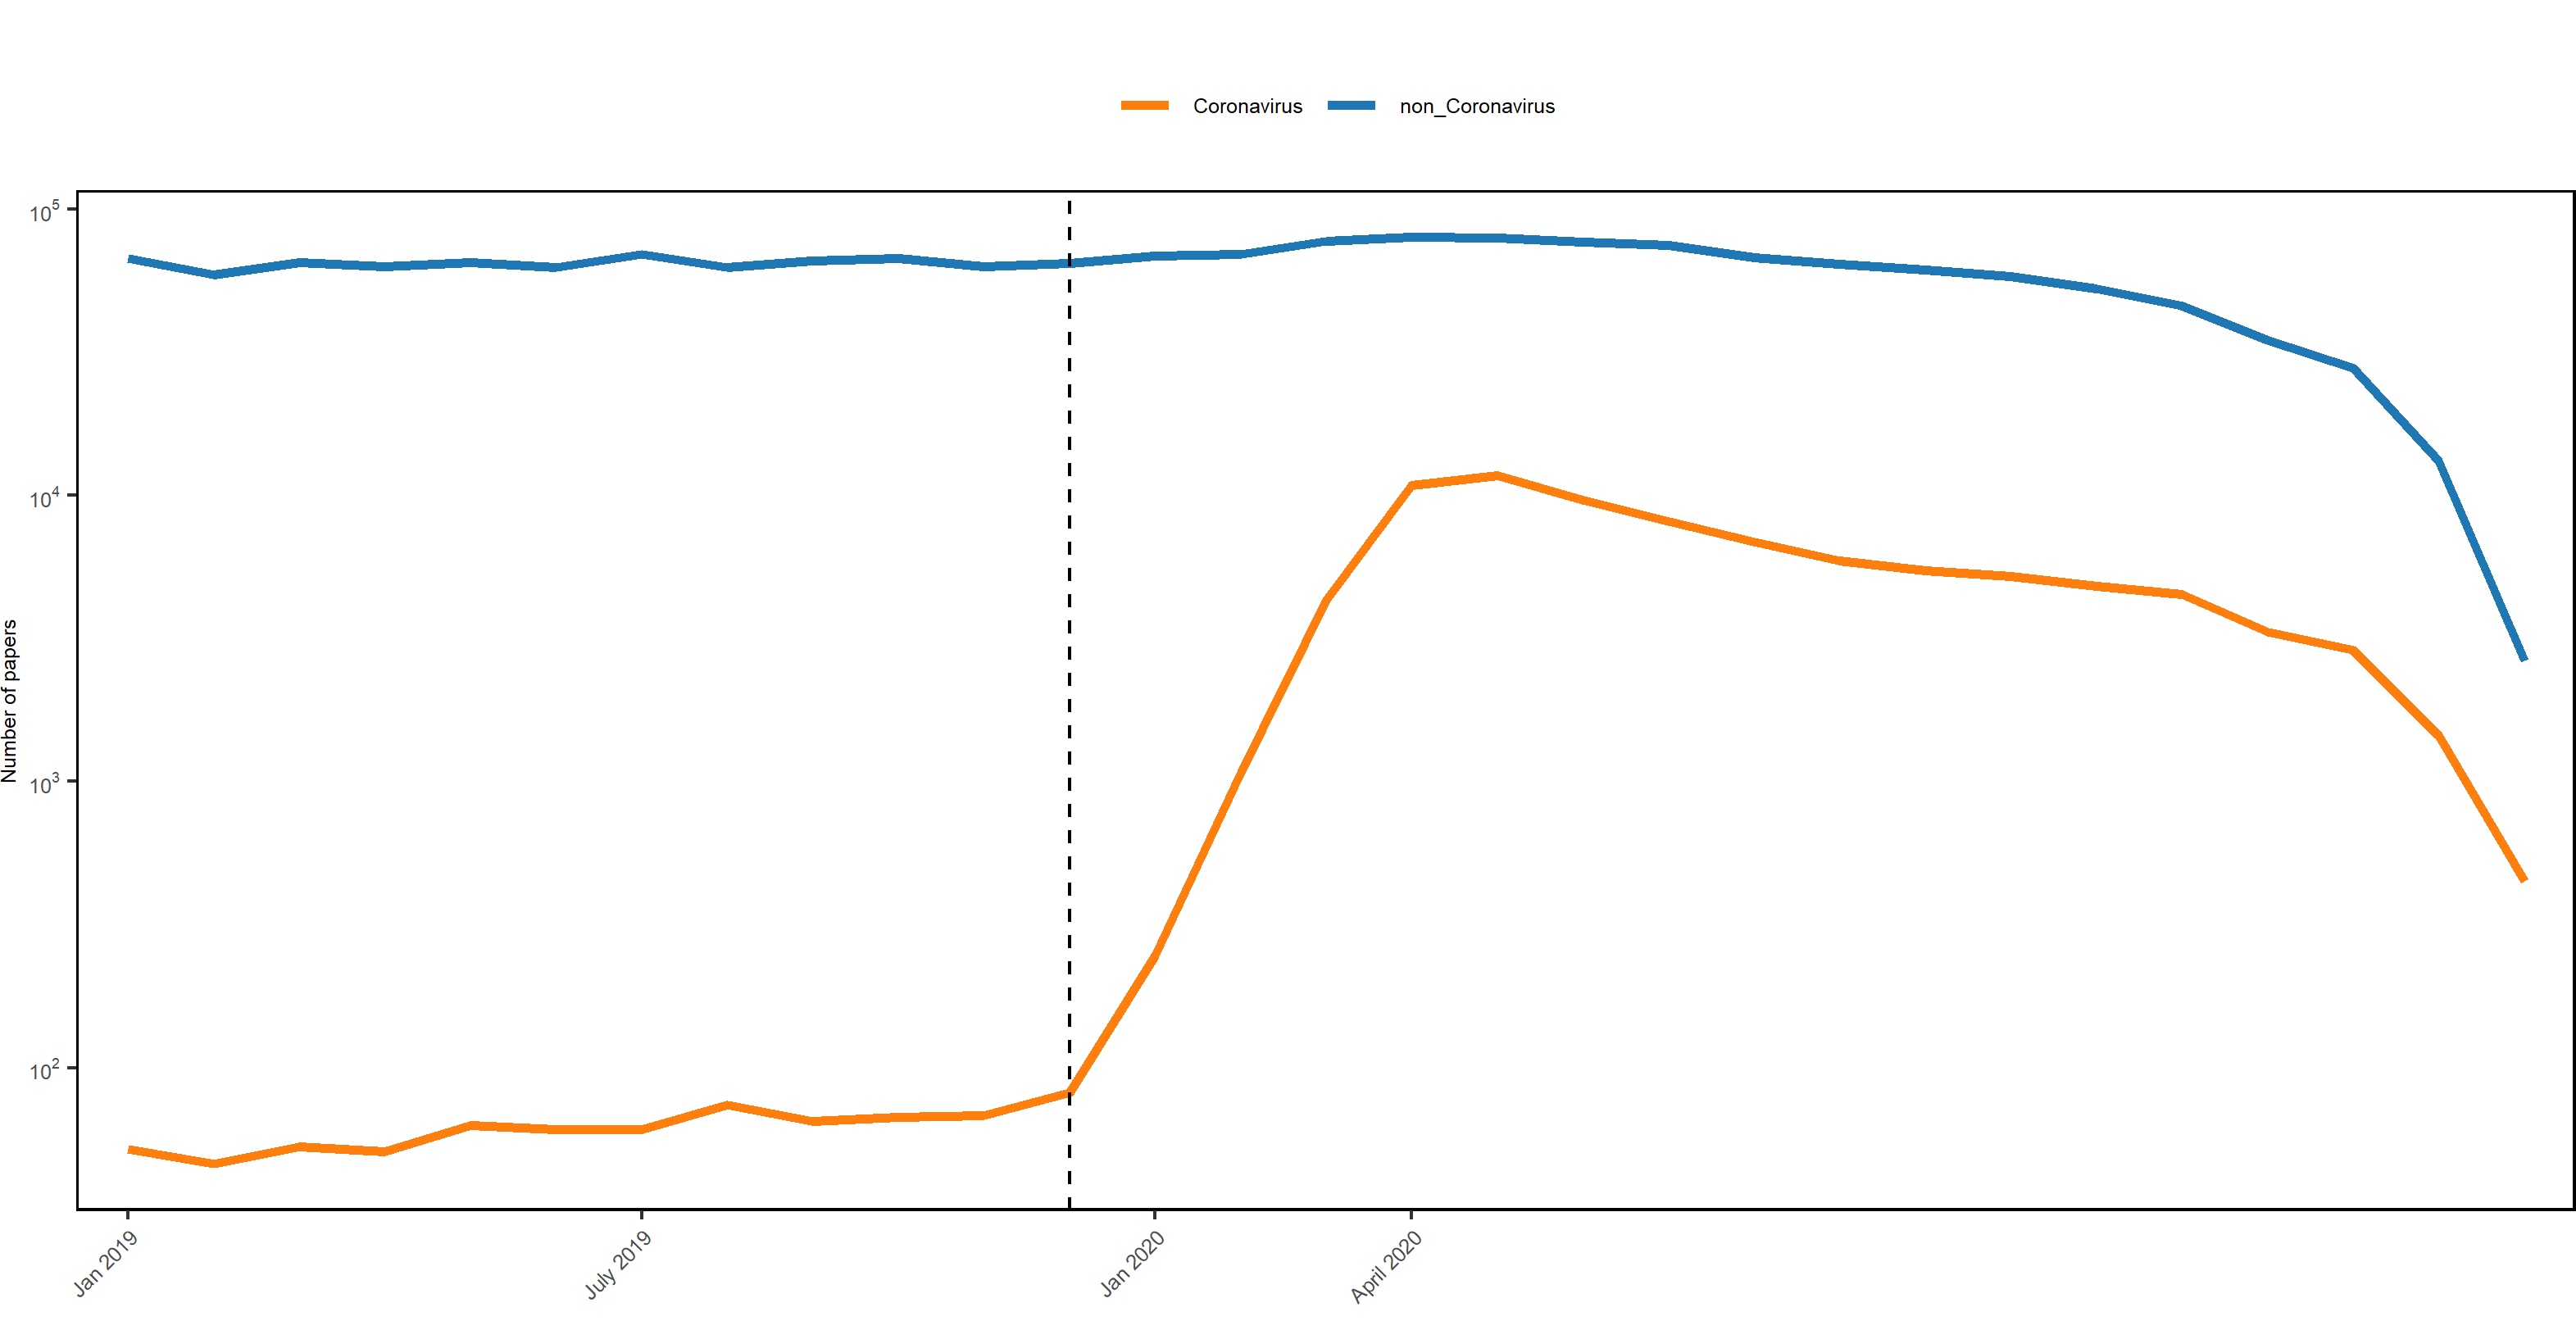 Coronavirus non_Coronavirus
Number of papers
10⁵
10⁴
10³
10²
Jan 2019
July 2019
Jan 2020
April 2020